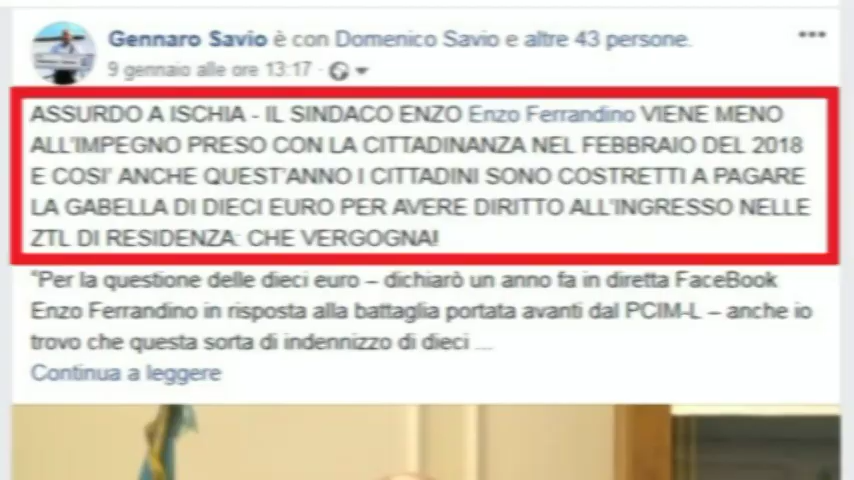 Gennaro Savio è con Domenico Savio e altre 43 persone.
9 gennaio alle ore 13:17 ·
ASSURDO A ISCHIA - IL SINDACO ENZO Enzo Ferrandino VIENE MENO
ALL'IMPEGNO PRESO CON LA CITTADINANZA NEL FEBBRAIO DEL 2018
E COSI' ANCHE QUEST'ANNO I CITTADINI SONO COSTRETTI A PAGARE
LA GABELLA DI DIECI EURO PER AVERE DIRITTO ALL'INGRESSO NELLE
ZTL DI RESIDENZA: CHE VERGOGNA!
"Per la questione delle dieci euro – dichiarò un anno fa in diretta FaceBook
Enzo Ferrandino in risposta alla battaglia portata avanti dal PCIM-L – anche io
trovo che questa sorta di indennizzo di dieci ...
Continua a leggere